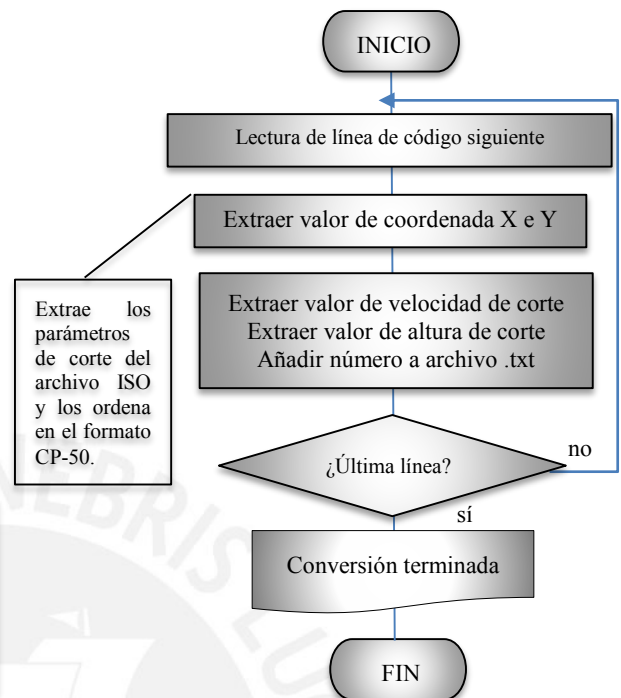 INICIO
Lectura de línea de código siguiente
Extraer valor de coordenada X e Y
Extraer valor de velocidad de corte
Extraer valor de altura de corte
Añadir número a archivo .txt
Extrae los
parámetros
de corte del
archivo ISO
y los ordena
en el formato
CP-50.
¿Última línea?
no
sí
Conversión terminada
FIN